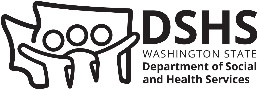 DSHS
WASHINGTON STATE
Department of Social
and Health Services